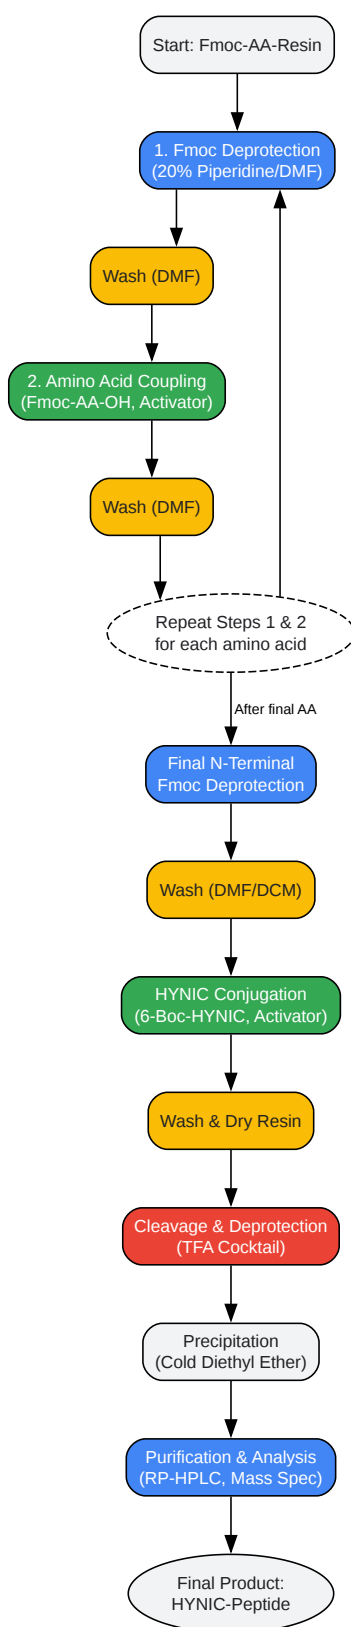 Start: Fmoc-AA-Resin
1. Fmoc Deprotection
(20% Piperidine/DMF)
Wash (DMF)
2. Amino Acid Coupling
(Fmoc-AA-OH, Activator)
Wash (DMF)
Repeat Steps 1 & 2
for each amino acid
After final AA
Final N-Terminal
Fmoc Deprotection
Wash (DMF/DCM)
HYNIC Conjugation
(6-Boc-HYNIC, Activator)
Wash & Dry Resin
Cleavage & Deprotection
(TFA Cocktail)
Precipitation
(Cold Diethyl Ether)
Purification & Analysis
(RP-HPLC, Mass Spec)
Final Product:
HYNIC-Peptide